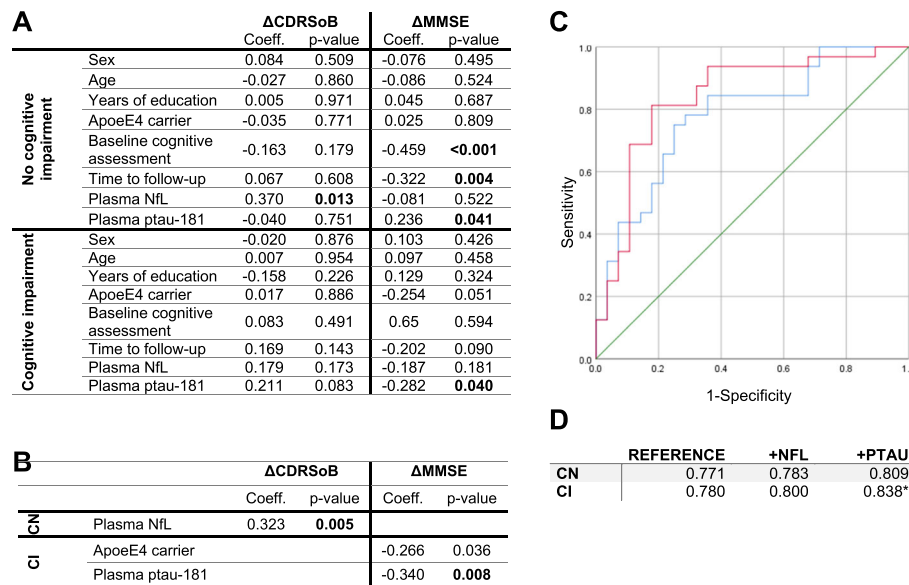 A
ΔCDRSoB ΔMMSE
Coeff. p-value Coeff. p-value
No cognitive impairment
Sex 0.084 0.509 -0.076 0.495
Age -0.027 0.860 -0.086 0.524
Years of education 0.005 0.971 0.045 0.687
ApoeE4 carrier -0.035 0.771 0.025 0.809
Baseline cognitive assessment -0.163 0.179 -0.459 <0.001
Time to follow-up 0.067 0.608 -0.322 0.004
Plasma NfL 0.370 0.013 -0.081 0.522
Plasma ptau-181 -0.040 0.751 0.236 0.041
Cognitive impairment
Sex -0.020 0.876 0.103 0.426
Age 0.007 0.954 0.097 0.458
Years of education -0.158 0.226 0.129 0.324
ApoeE4 carrier 0.017 0.886 -0.254 0.051
Baseline cognitive assessment 0.083 0.491 0.65 0.594
Time to follow-up 0.169 0.143 -0.202 0.090
Plasma NfL 0.179 0.173 -0.187 0.181
Plasma ptau-181 0.211 0.083 -0.282 0.040
B
ΔCDRSoB ΔMMSE
Coeff. p-value Coeff. p-value
CN
Plasma NfL 0.323 0.005
CI
ApoeE4 carrier -0.266 0.036
Plasma ptau-181 -0.340 0.008
C
Sensitivity
1.0
0.8
0.6
0.4
0.2
0.0
0.0 0.2 0.4 0.6 0.8 1.
1-Specificity
D
REFERENCE +NFL +PTAU
CN 0.771 0.783 0.809
CI 0.780 0.800 0.838*